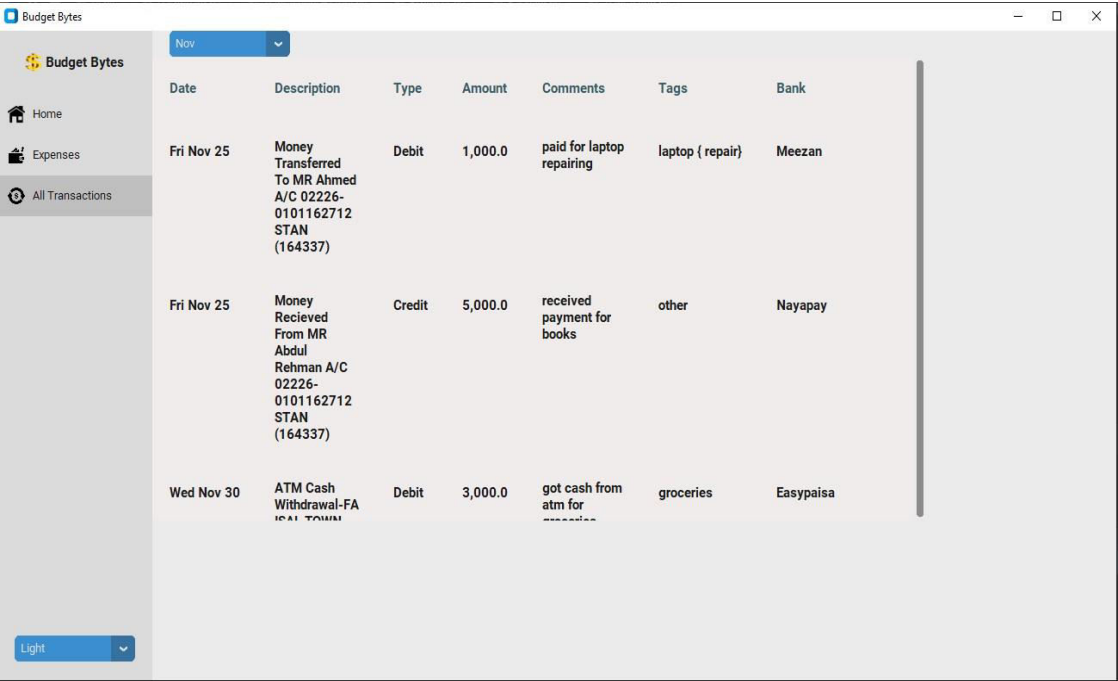 Budget Bytes
Budget Bytes
Home
Expenses
All Transactions
Light
Nov
Date Description Type Amount Comments Tags Bank
Fri Nov 25
Money
Transferred
To MR Ahmed
A/C 02226-
0101162712
STAN
(164337)
Debit
1,000.0
paid for laptop
repairing
laptop { repair}
Meezan
Fri Nov 25
Money
Recieved
From MR
Abdul
Rehman A/C
02226-
0101162712
STAN
(164337)
Credit
5,000.0
received
payment for
books
other
Nayapay
Wed Nov 30
ATM Cash
Withdrawal-FA
ISAL TOWN
Debit
3,000.0
got cash from
atm for
groceries
groceries
Easypaisa